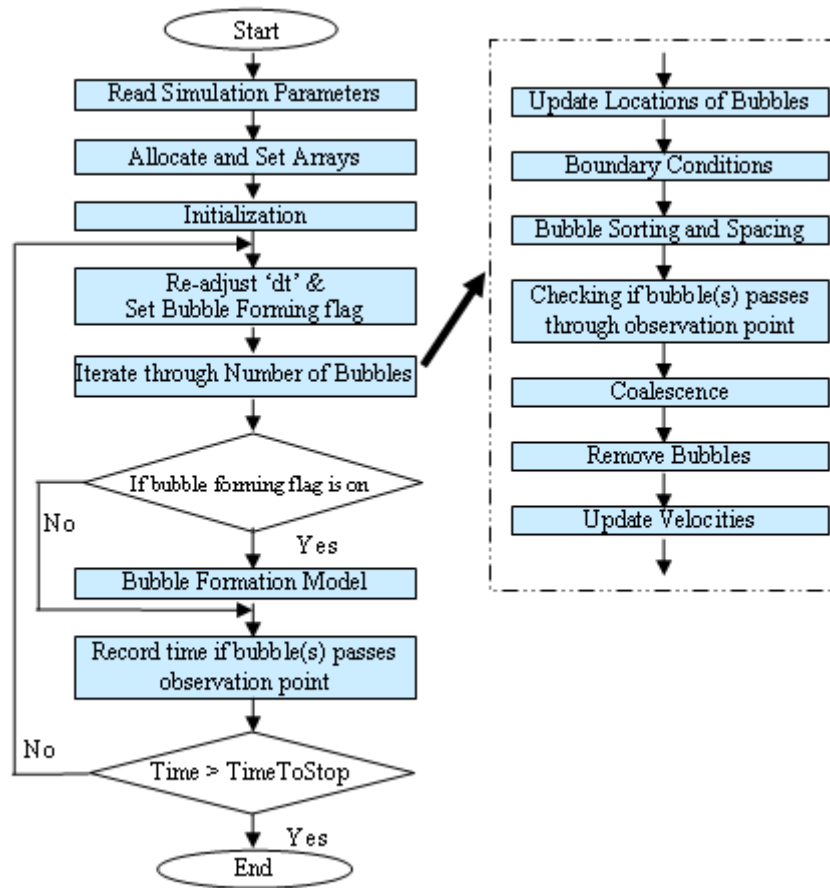 Start
Read Simulation Parameters
Allocate and Set Arrays
Initialization
Re-adjust ‘dt’ &
Set Bubble Forming flag
Iterate through Number of Bubbles
If bubble forming flag is on
No
Yes
Bubble Formation Model
Record time if bubble(s) passes
observation point
No
Time > TimeToStop
Yes
End
Update Locations of Bubbles
Boundary Conditions
Bubble Sorting and Spacing
Checking if bubble(s) passes
through observation point
Coalescence
Remove Bubbles
Update Velocities